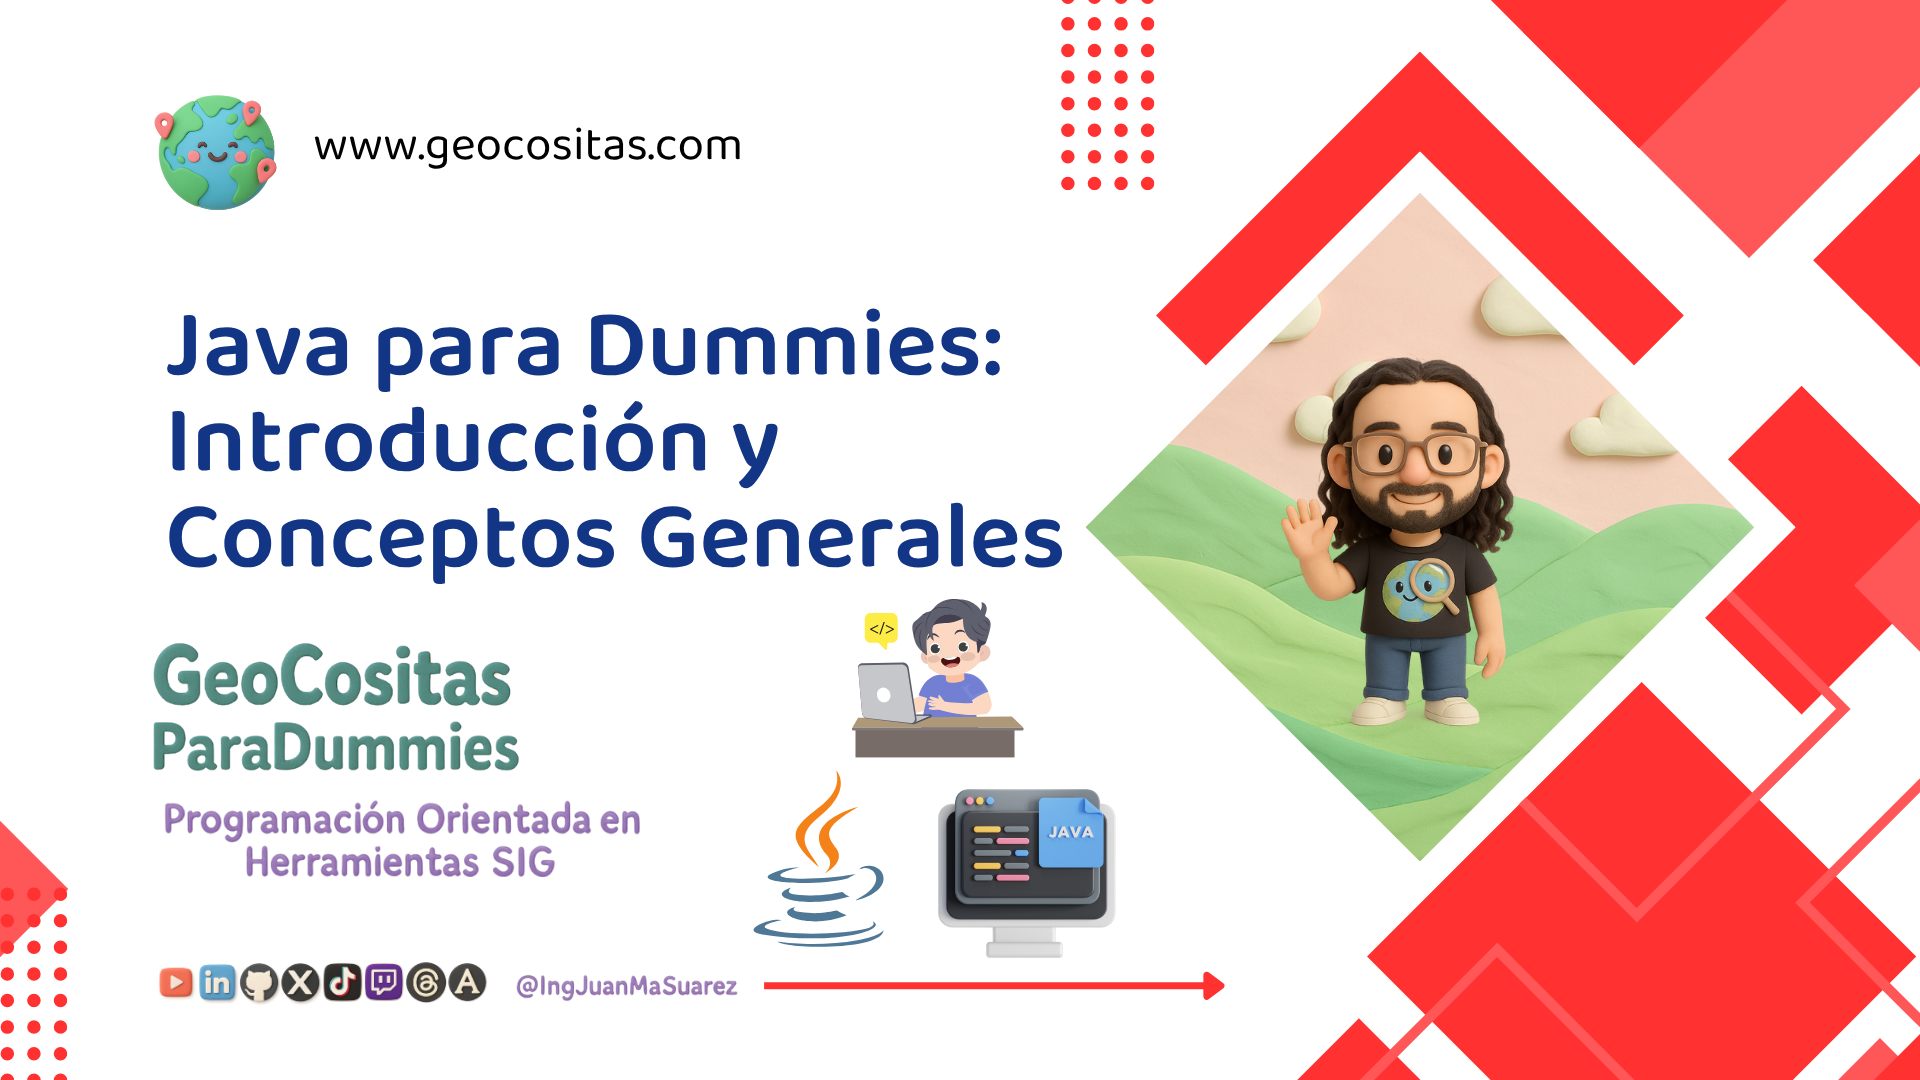 www.geocositas.com
Java para Dummies:
Introducción y
Conceptos Generales
</>
GeoCositas
ParaDummies
JAVA
Programación Orientada en
Herramientas SIG
@IngJuanMaSuarez